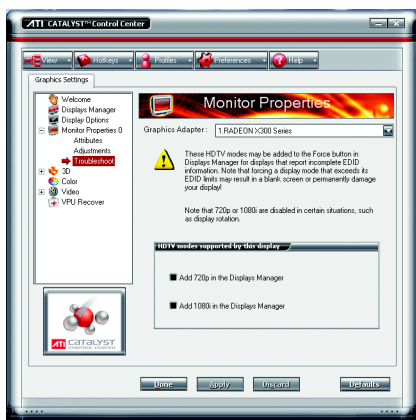 ATI CATALYST™ Control Center
View Hotkeys Profiles Preferences Help
Graphics Settings
Welcome
Displays Manager
Display Options
Monitor Properties 0
Attributes
Adjustments
Troubleshoot
3D
Color
Video
VPU Recover
ATI CATALYST
CONTROL CENTER
Monitor Properties
Graphics Adapter: 1.RADEON X300 Series
These HDTV modes may be added to the Force button in
Displays Manager for displays that report incomplete EDID
information. Note that forcing a display mode that exceeds its
EDID limits may result in a blank screen or permanently damage
your display!
Note that 720p or 1080i are disabled in certain situations, such
as display rotation.
HDTV modes supported by this display
Add 720p in the Displays Manager
Add 1080i in the Displays Manager
Done Apply Discard Defaults